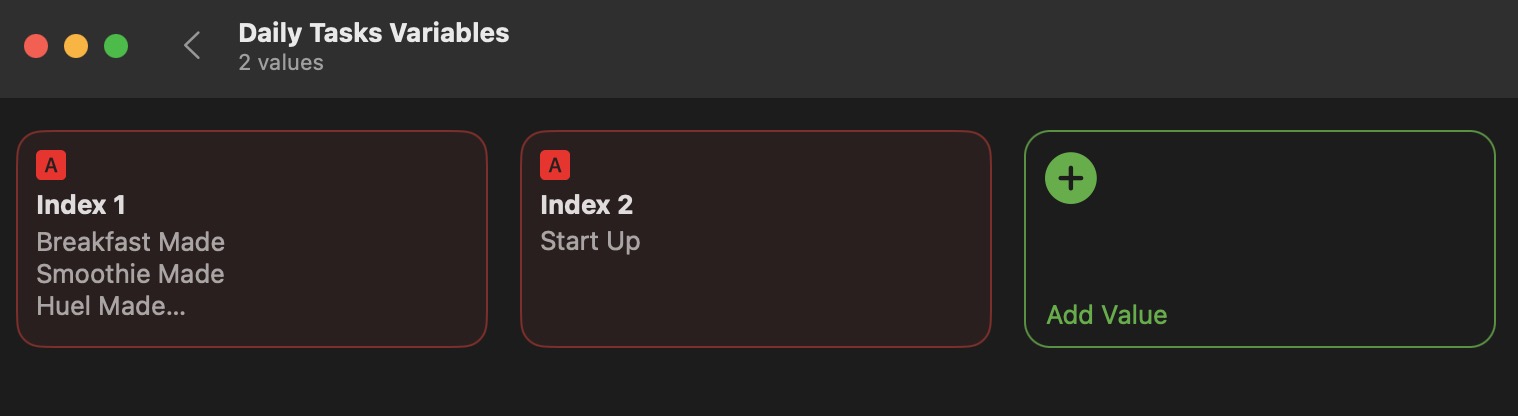 Daily Tasks Variables
2 values
A
Index 1
Breakfast Made
Smoothie Made
Huel Made...
A
Index 2
Start Up
Add Value